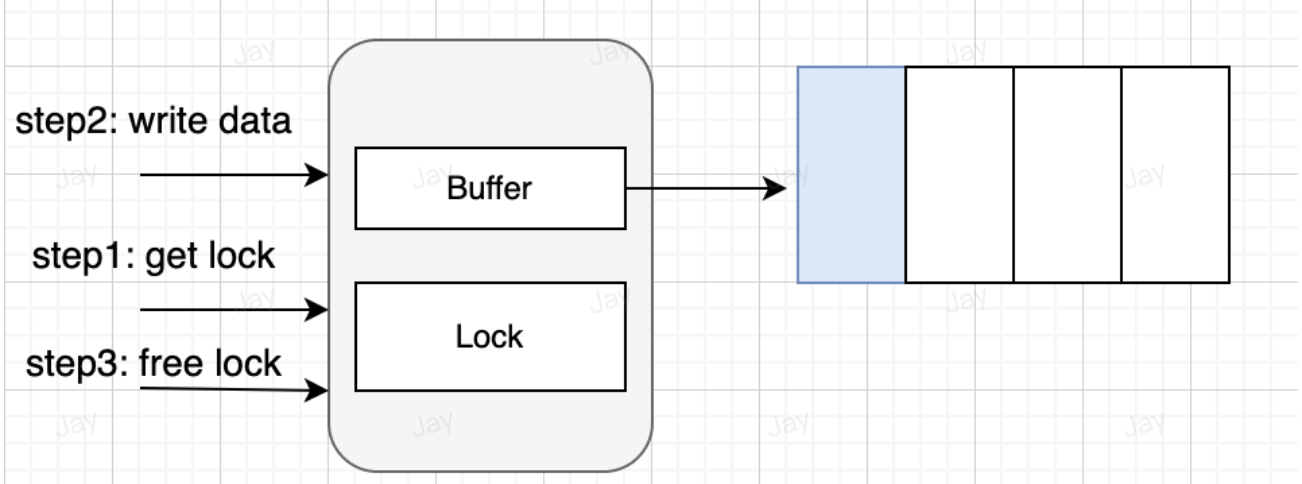 Jay Jay Jay
step2: write data
Jay Jay Jay Jay
Buffer
step1: get lock
Jay Jay Jay
Lock
step3: free lock
Jay Jay Jay Jay